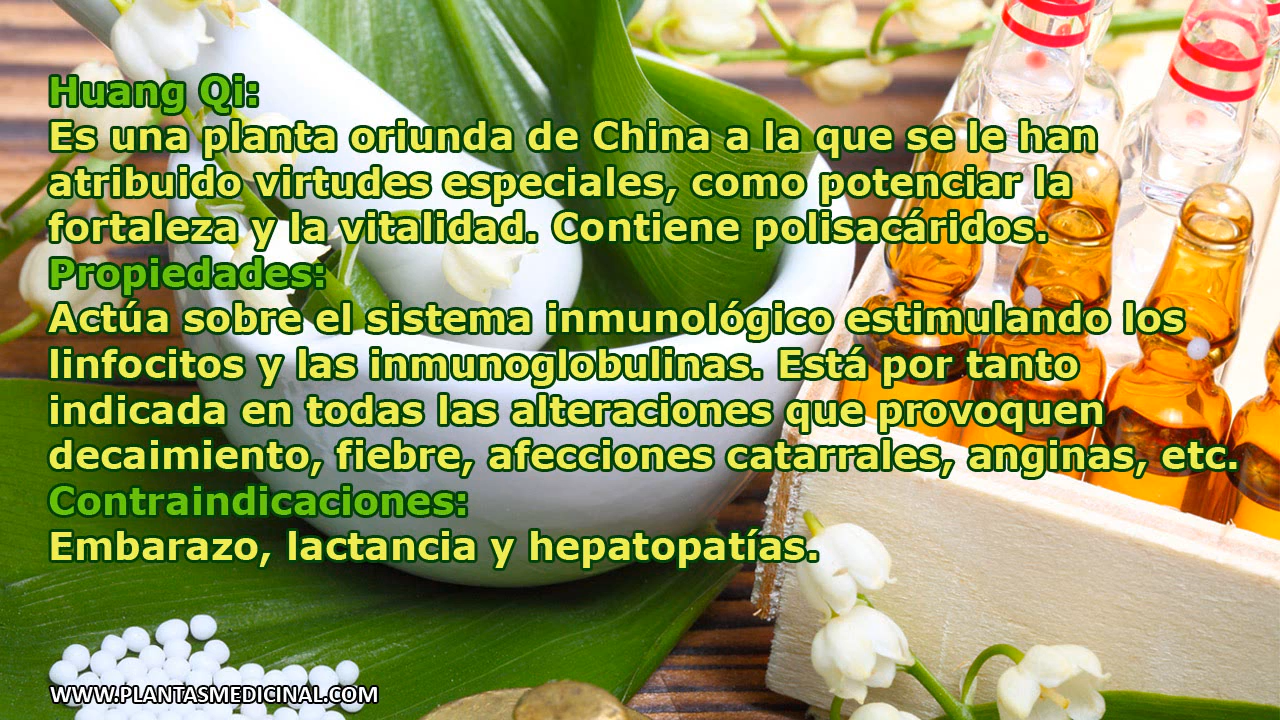 Huang Qi:
Es una planta oriunda de China a la que se le han
atribuido virtudes especiales, como potenciar la
fortaleza y la vitalidad. Contiene polisacáridos.
Propiedades:
Actúa sobre el sistema inmunológico estimulando los
linfocitos y las inmunoglobulinas. Está por tanto
indicada en todas las alteraciones que provoquen
decaimiento, fiebre, afecciones catarrales, anginas, etc.
Contraindicaciones:
Embarazo, lactancia y hepatopatías.
WWW.PLANTASMEDICINAL.COM